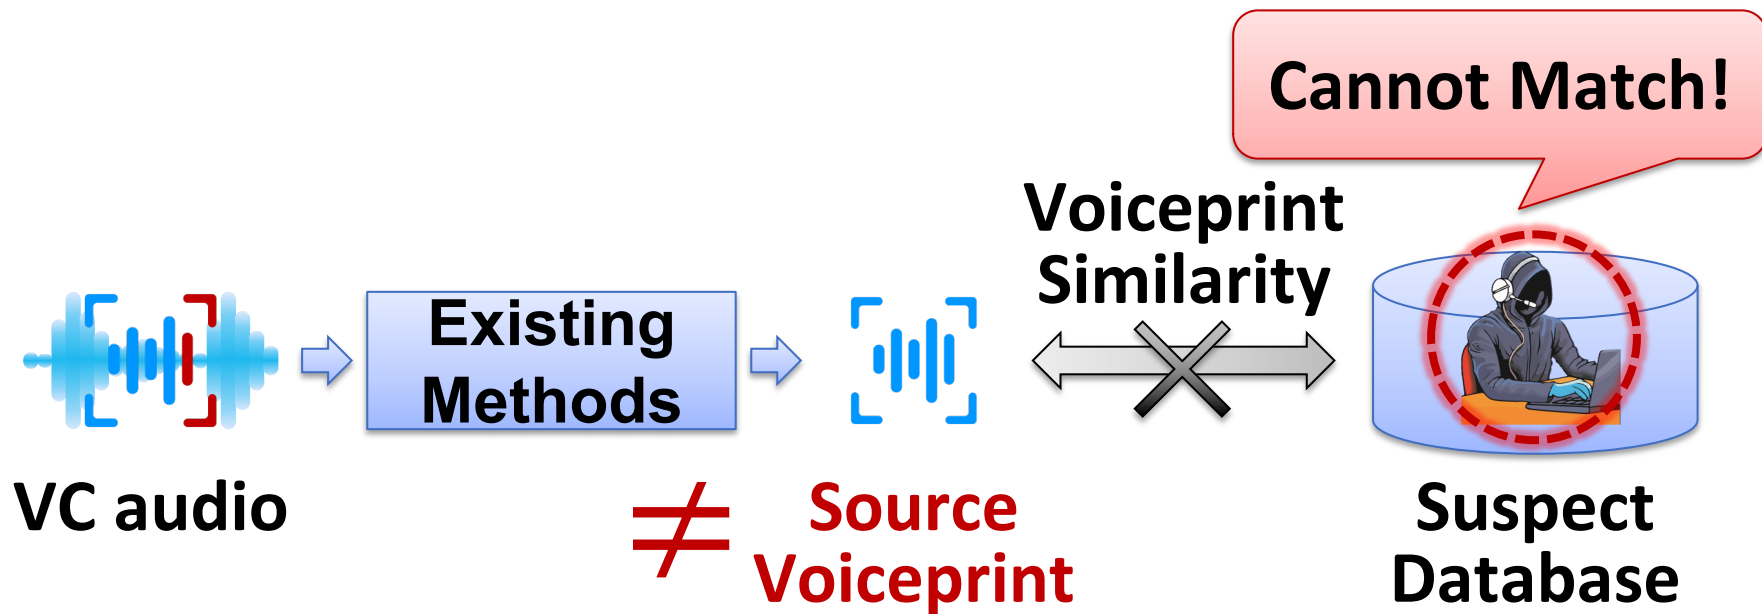 Cannot Match!
Voiceprint
Similarity
Existing
Methods
VC audio
≠
Source
Voiceprint
Suspect
Database